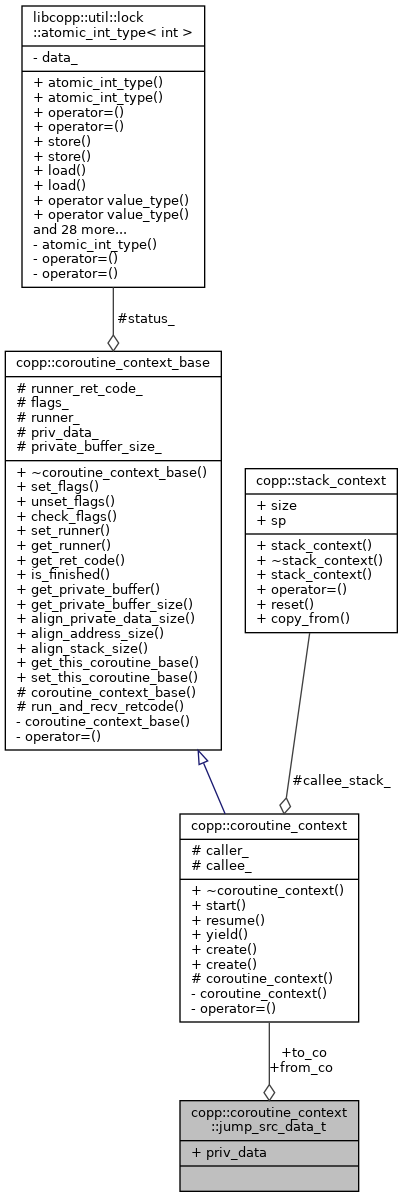 libcopp::util::lock
::atomic_int_type< int >
- data_
+ atomic_int_type()
+ atomic_int_type()
+ operator=()
+ operator=()
+ store()
+ store()
+ load()
+ load()
+ operator value_type()
+ operator value_type()
and 28 more...
- atomic_int_type()
- operator=()
- operator=()
#status_
copp::coroutine_context_base
# runner_ret_code_
# flags_
# runner_
# priv_data_
# private_buffer_size_
+ ~coroutine_context_base()
+ set_flags()
+ unset_flags()
+ check_flags()
+ set_runner()
+ get_runner()
+ get_ret_code()
+ is_finished()
+ get_private_buffer()
+ get_private_buffer_size()
+ align_private_data_size()
+ align_address_size()
+ align_stack_size()
+ get_this_coroutine_base()
+ set_this_coroutine_base()
# coroutine_context_base()
# run_and_recv_retcode()
- coroutine_context_base()
- operator=()
copp::stack_context
+ size
+ sp
+ stack_context()
+ ~stack_context()
+ stack_context()
+ operator=()
+ reset()
+ copy_from()
#callee_stack_
copp::coroutine_context
# caller_
# callee_
+ ~coroutine_context()
+ start()
+ resume()
+ yield()
+ create()
+ create()
# coroutine_context()
- coroutine_context()
- operator=()
+to_co
+from_co
copp::coroutine_context
::jump_src_data_t
+ priv_data